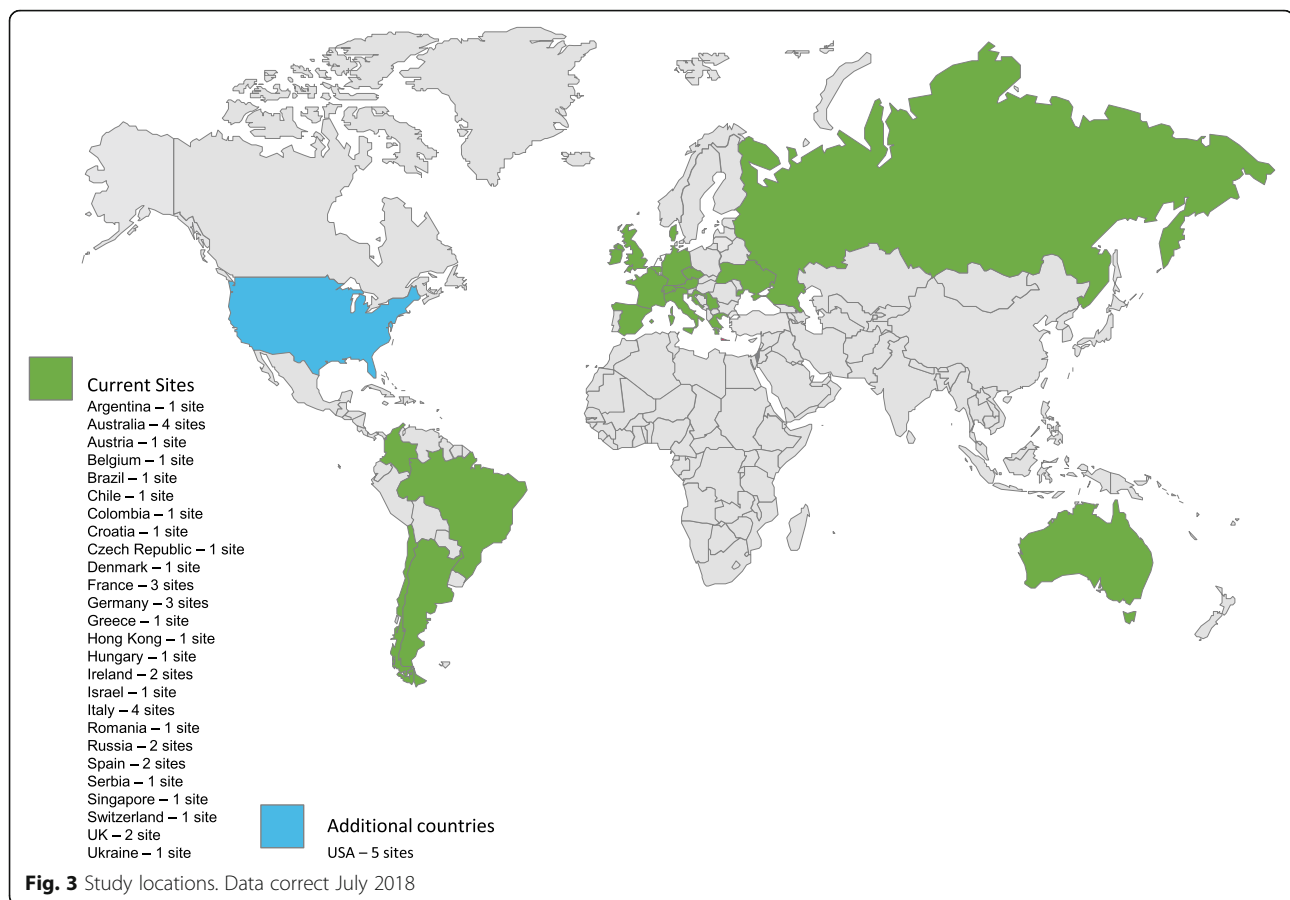 Current Sites
Argentina – 1 site
Australia – 4 sites
Austria – 1 site
Belgium – 1 site
Brazil – 1 site
Chile – 1 site
Colombia – 1 site
Croatia – 1 site
Czech Republic – 1 site
Denmark – 1 site
France – 3 sites
Germany – 3 sites
Greece – 1 site
Hong Kong – 1 site
Hungary – 1 site
Ireland – 2 sites
Israel – 1 site
Italy – 4 sites
Romania – 1 site
Russia – 2 sites
Spain – 2 sites
Serbia – 1 site
Singapore – 1 site
Switzerland – 1 site
UK – 2 site
Ukraine – 1 site
Additional countries
USA – 5 sites
Fig. 3 Study locations. Data correct July 2018